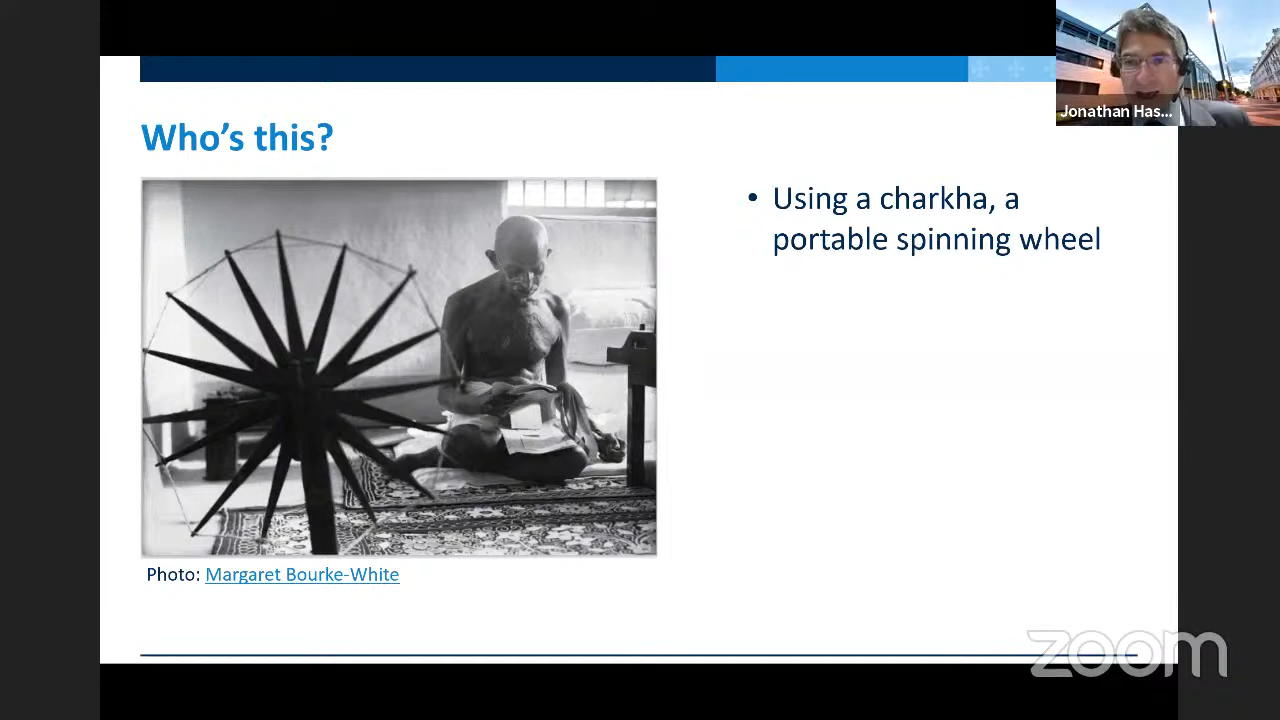 Jonathan Has...
Who's this?
• Using a charkha, a
portable spinning wheel
Photo: Margaret Bourke-White
zoom